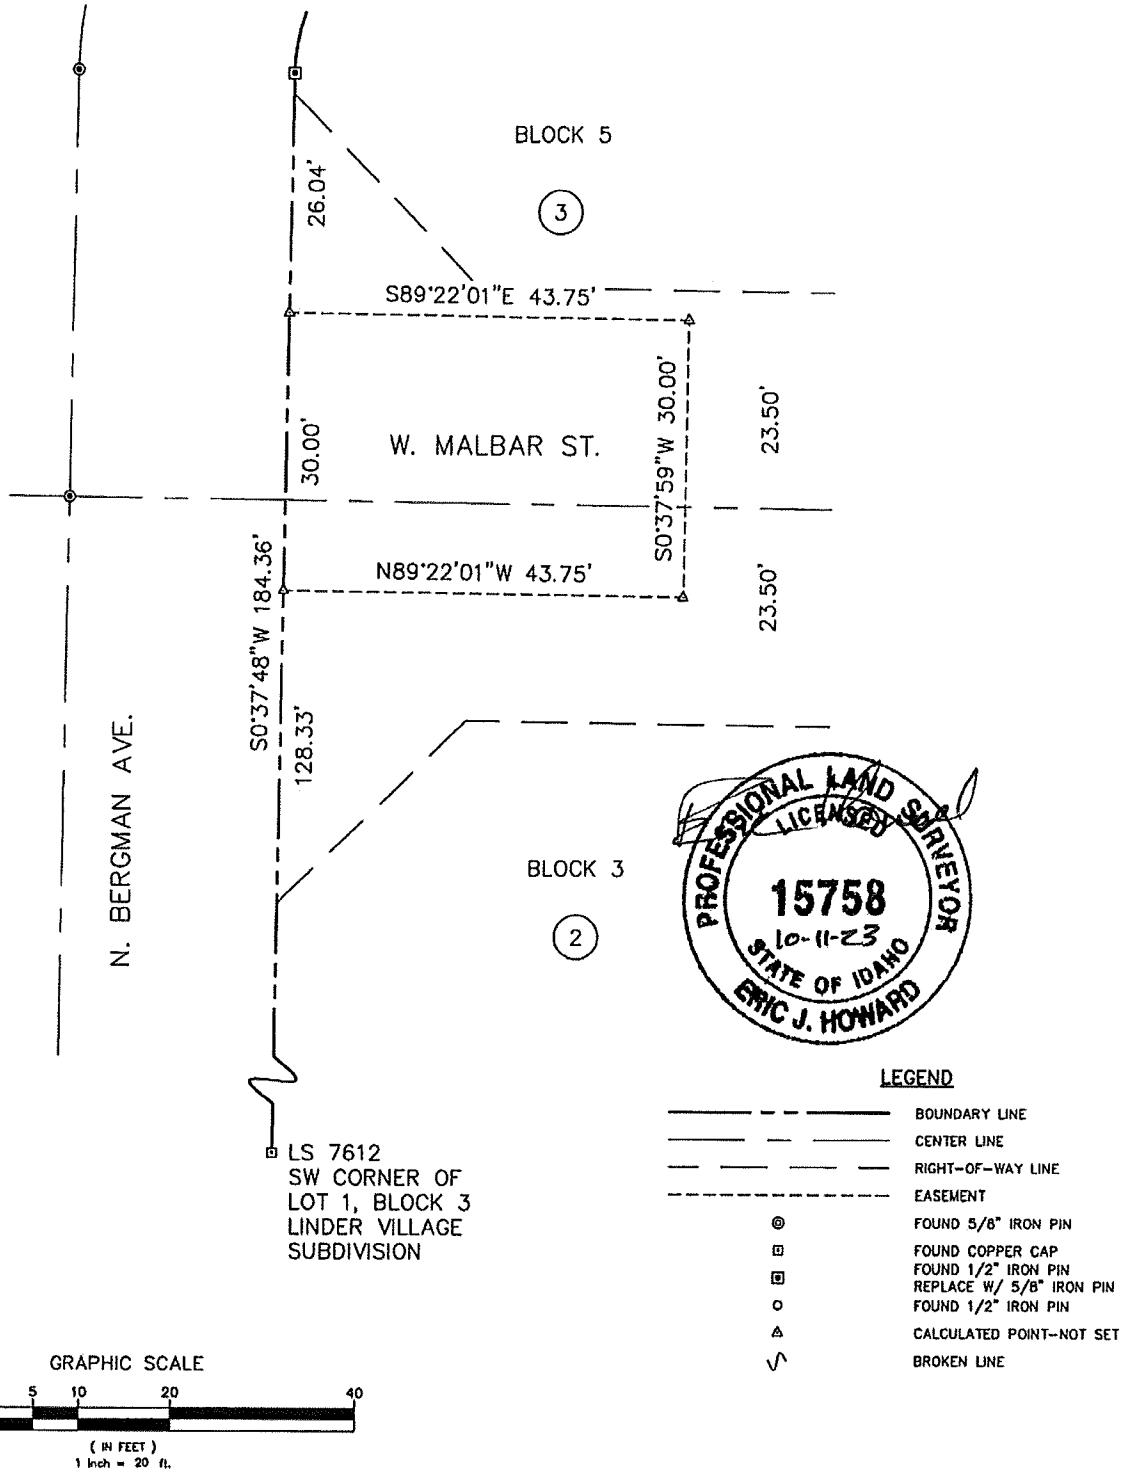 BLOCK 5
3
26.04'
S89°22'01"E 43.75'
30.00'
W. MALBAR ST.
S0°37'59"W 30.00'
23.50'
N89°22'01"W 43.75'
23.50'
S0°37'48"W 184.36'
128.33'
N. BERGMAN AVE.
BLOCK 3
2
PROFESSIONAL LAND SURVEYOR
LICENSED
15758
10-11-23
STATE OF IDAHO
ERIC J. HOWARD
LS 7612
SW CORNER OF
LOT 1, BLOCK 3
LINDER VILLAGE
SUBDIVISION
LEGEND
BOUNDARY LINE
CENTER LINE
RIGHT-OF-WAY LINE
EASEMENT
FOUND 5/8" IRON PIN
FOUND COPPER CAP
FOUND 1/2" IRON PIN
REPLACE W/ 5/8" IRON PIN
FOUND 1/2" IRON PIN
CALCULATED POINT-NOT SET
BROKEN LINE
GRAPHIC SCALE
5 10 20 40
( IN FEET )
1 inch = 20 ft.